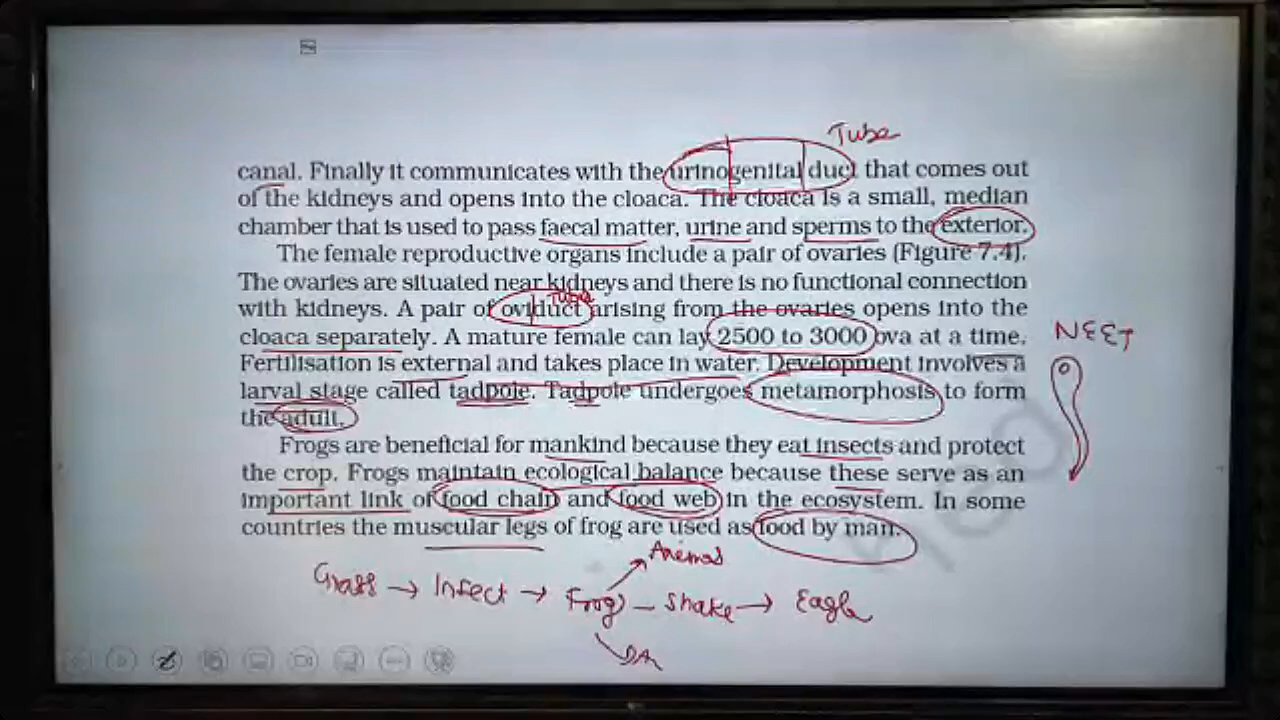 Tube
canal. Finally it communicates with the urinogenital duct that comes out
of the kidneys and opens into the cloaca. The cloaca is a small, median
chamber that is used to pass faecal matter, urine and sperms to the exterior.
The female reproductive organs include a pair of ovaries (Figure 7.4).
The ovaries are situated near kidneys and there is no functional connection
Tube
with kidneys. A pair of oviduct arising from the ovaries opens into the
cloaca separately. A mature female can lay 2500 to 3000 ova at a time.
NEET
Fertilisation is external and takes place in water. Development involves a
larval stage called tadpole. Tadpole undergoes metamorphosis to form
the adult.
Frogs are beneficial for mankind because they eat insects and protect
the crop. Frogs maintain ecological balance because these serve as an
important link of food chain and food web in the ecosystem. In some
countries the muscular legs of frog are used as food by man.
Animal
Grass → Insect → Frog – Snake → Eagle